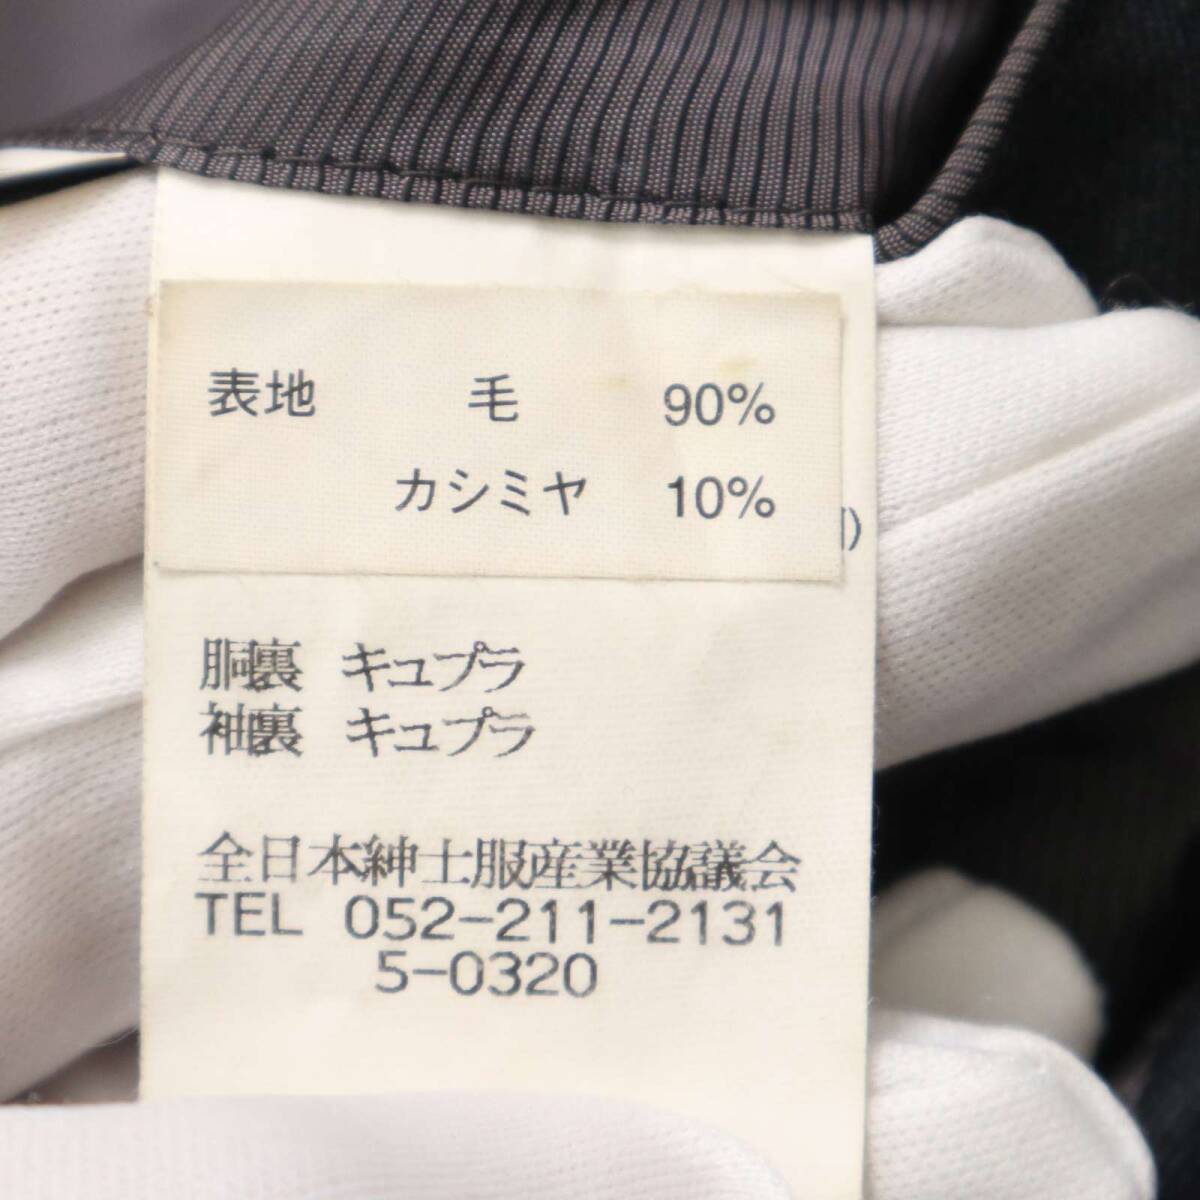 表地 毛 90%
カシミヤ 10%
)
胴裏 キュプラ
袖裏 キュプラ
全日本紳士服産業協議会
TEL 052-211-2131
5-0320